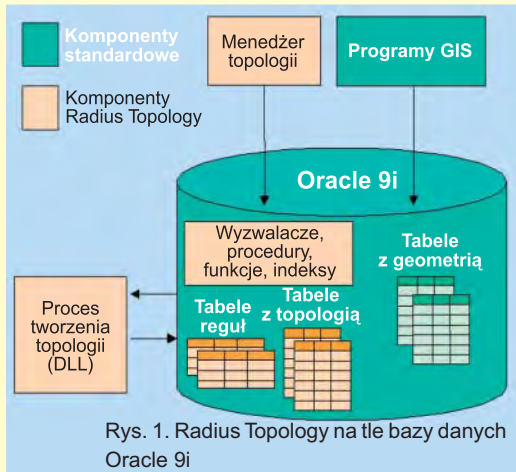 Komponenty
standardowe
Komponenty
Radius Topology
Menedżer
topologii
Programy GIS
Oracle 9i
Wyzwalacze,
procedury,
funkcje, indeksy
Tabele
z geometrią
Tabele
reguł
Tabele
z topologią
Proces
tworzenia
topologii
(DLL)
Rys. 1. Radius Topology na tle bazy danych
Oracle 9i